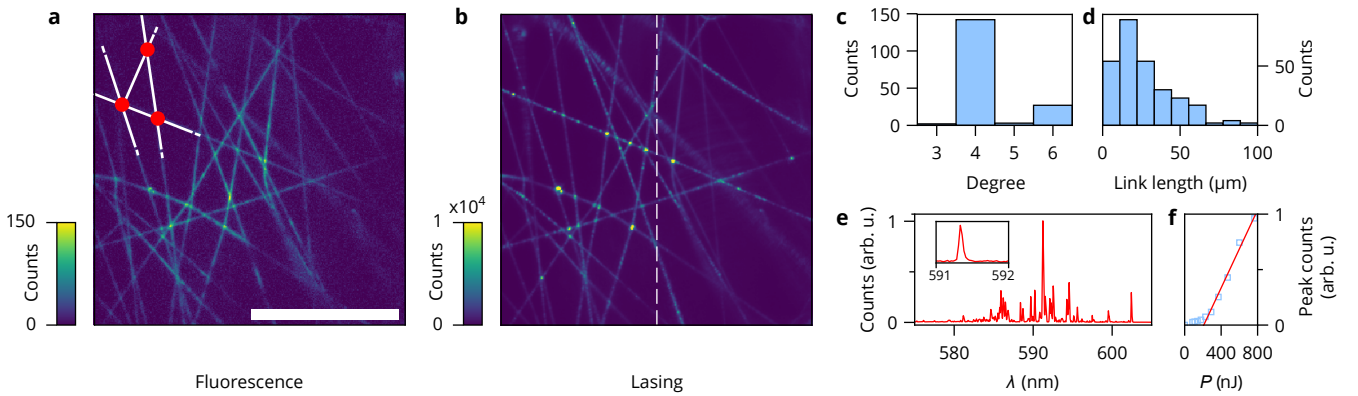 a
150
Counts
0
Fluorescence
b
x10⁴
1
Counts
0
Lasing
c
150
100
50
0
Counts
3 4 5 6
Degree
d
50
0
Counts
0 50 100
Link length (μm)
e
1
0
Counts (arb. u.)
591 592
580 590 600
λ (nm)
f
1
0
Peak counts
(arb. u.)
0 400 800
P (nJ)